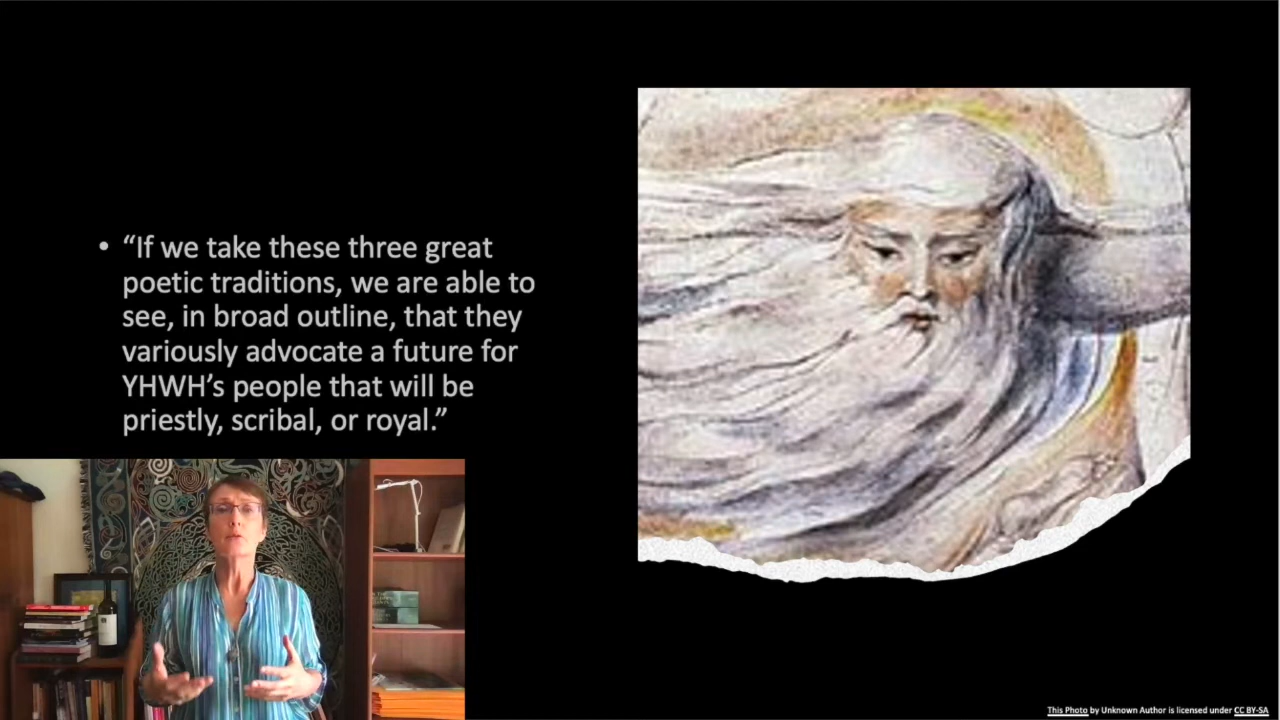 • “If we take these three great
poetic traditions, we are able to
see, in broad outline, that they
variously advocate a future for
YHWH’s people that will be
priestly, scribal, or royal.”
This Photo by Unknown Author is licensed under CC BY-SA